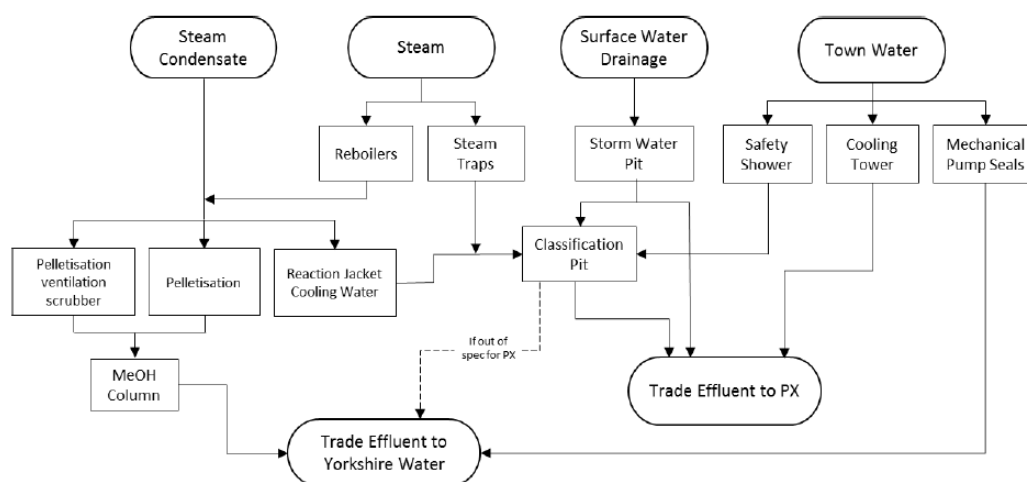 Steam
Condensate
Steam
Surface Water
Drainage
Town Water
Reboilers
Steam
Traps
Storm Water
Pit
Safety
Shower
Cooling
Tower
Mechanical
Pump Seals
Pelletisation
ventilation
scrubber
Pelletisation
Reaction Jacket
Cooling Water
Classification
Pit
If out of
spec for PX
MeOH
Column
Trade Effluent to PX
Trade Effluent to
Yorkshire Water